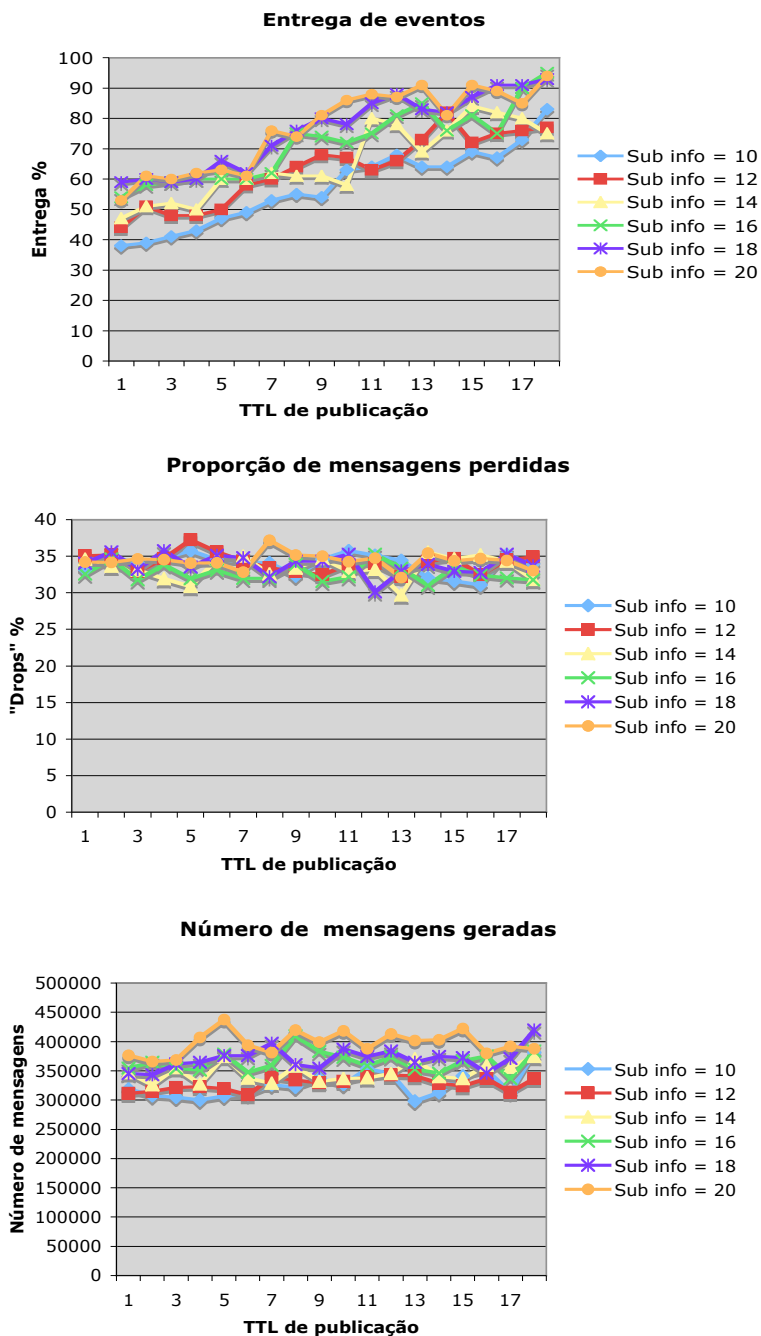 Entrega de eventos
100
90
80
70
60
50
40
30
20
10
0
Entrega %
1 3 5 7 9 11 13 15 17
TTL de publicação
Sub info = 10
Sub info = 12
Sub info = 14
Sub info = 16
Sub info = 18
Sub info = 20
Proporção de mensagens perdidas
40
35
30
25
20
15
10
5
0
"Drops" %
1 3 5 7 9 11 13 15 17
TTL de publicação
Sub info = 10
Sub info = 12
Sub info = 14
Sub info = 16
Sub info = 18
Sub info = 20
Número de mensagens geradas
500000
450000
400000
350000
300000
250000
200000
150000
100000
50000
0
Número de mensagens
1 3 5 7 9 11 13 15 17
TTL de publicação
Sub info = 10
Sub info = 12
Sub info = 14
Sub info = 16
Sub info = 18
Sub info = 20